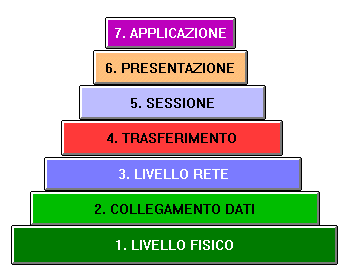 7. APPLICAZIONE
6. PRESENTAZIONE
5. SESSIONE
4. TRASFERIMENTO
3. LIVELLO RETE
2. COLLEGAMENTO DATI
1. LIVELLO FISICO